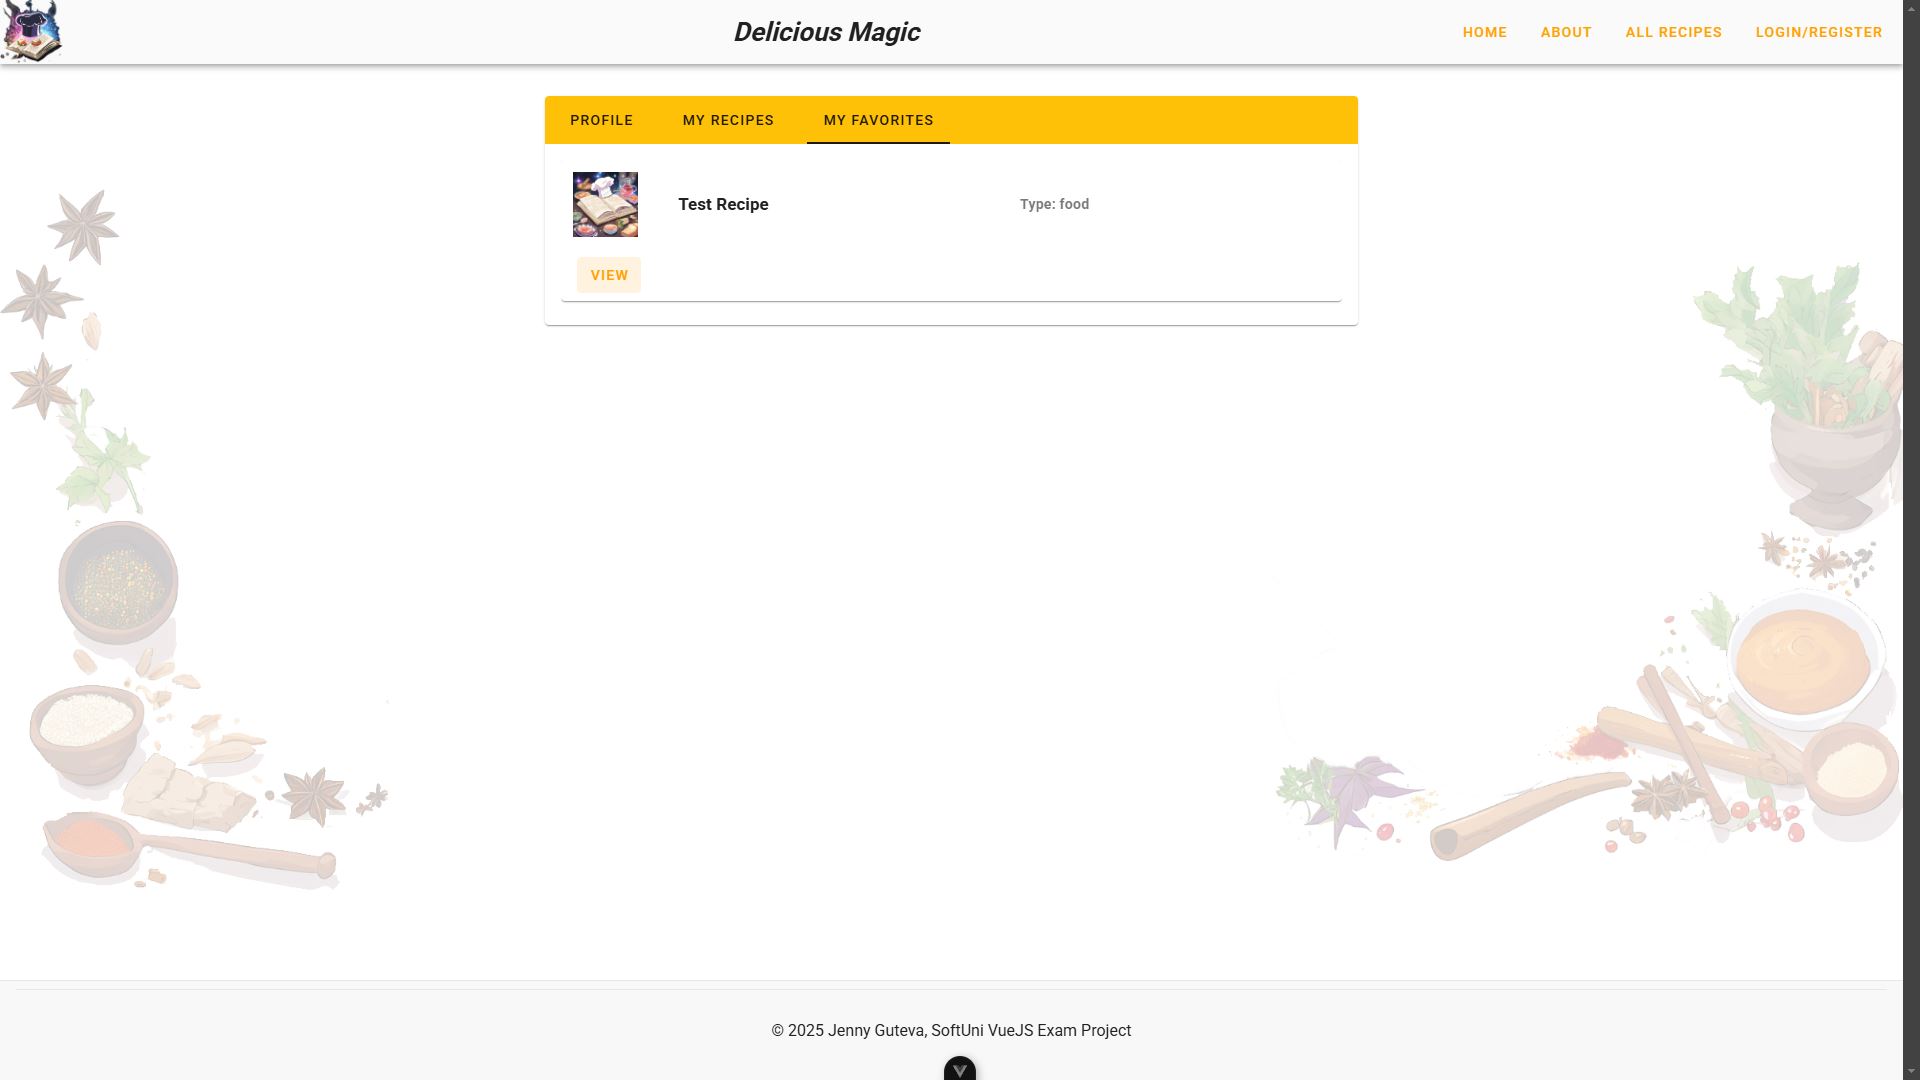 Delicious Magic
HOME ABOUT ALL RECIPES LOGIN/REGISTER
PROFILE MY RECIPES MY FAVORITES
Test Recipe Type: food
VIEW
© 2025 Jenny Guteva, SoftUni VueJS Exam Project